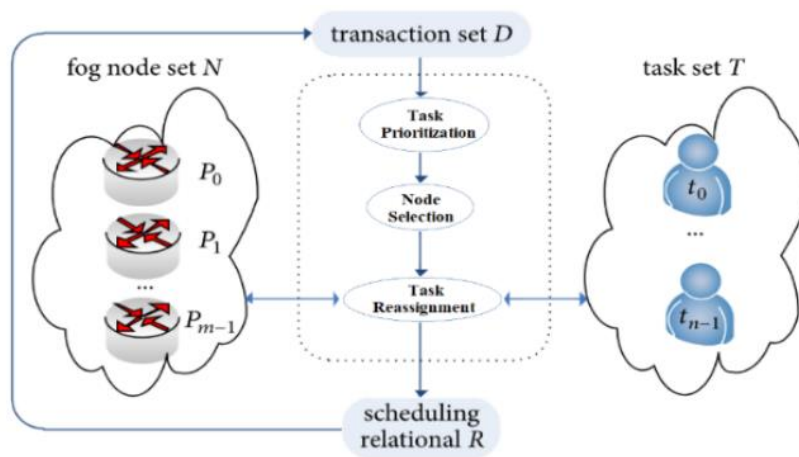 transaction set D
fog node set N
task set T
Task
Prioritization
P₀
t₀
Node
Selection
P₁
...
...
Task
Reassignment
Pₘ₋₁
tₙ₋₁
scheduling
relational R